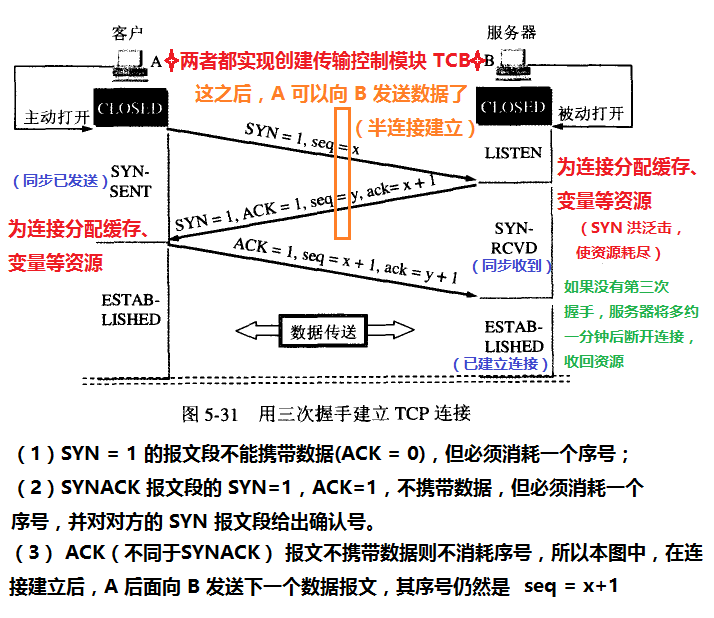 客户
服务器
A
两者都实现创建传输控制模块 TCB
B
这之后，A 可以向 B 发送数据了
（半连接建立）
主动打开
CLOSED
CLOSED
被动打开
SYN = 1, seq = x
LISTEN
（同步已发送）
SYN-
SENT
为连接分配缓存、
变量等资源
（SYN 洪泛击，
使资源耗尽）
SYN = 1, ACK = 1, seq = y, ack= x + 1
为连接分配缓存、
变量等资源
SYN-
RCVD
（同步收到）
ACK = 1, seq = x + 1, ack = y + 1
如果没有第三次
握手，服务器将多约
一分钟后断开连接，
收回资源
ESTAB-
LISHED
数据传送
ESTAB-
LISHED
（已建立连接）
图 5-31 用三次握手建立 TCP 连接
（1）SYN = 1 的报文段不能携带数据(ACK = 0)，但必须消耗一个序号；
（2）SYNACK 报文段的 SYN=1，ACK=1，不携带数据，但必须消耗一个
序号，并对对方的 SYN 报文段给出确认号。
（3） ACK（不同于SYNACK） 报文不携带数据则不消耗序号，所以本图中，在连
接建立后，A 后面向 B 发送下一个数据报文，其序号仍然是 seq = x+1